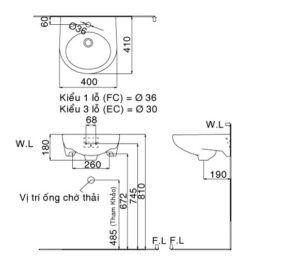 60
Ø 36
410
400
Kiểu 1 lỗ (FC) = Ø 36
Kiểu 3 lỗ (EC) = Ø 30
68
W.L
W.L
180
260
190
Vị trí ống chờ thải
485 (Tham Khảo)
672
745
810
F.L
F.L